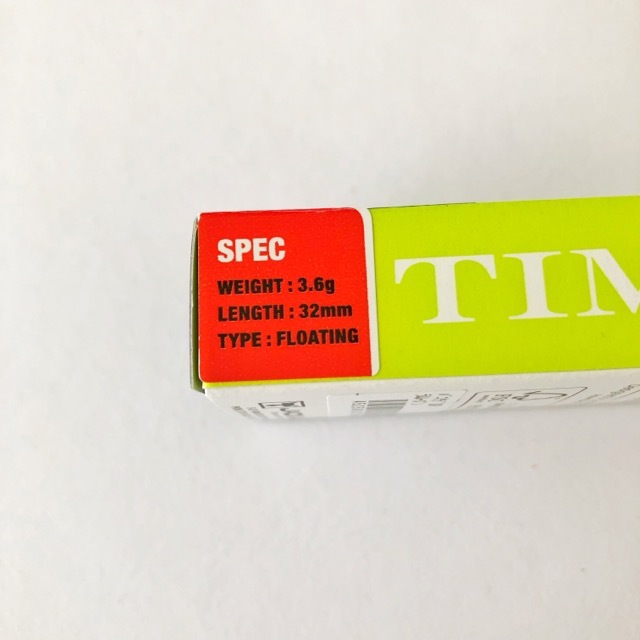 SPEC
WEIGHT : 3.6g
LENGTH : 32mm
TYPE : FLOATING
TIM